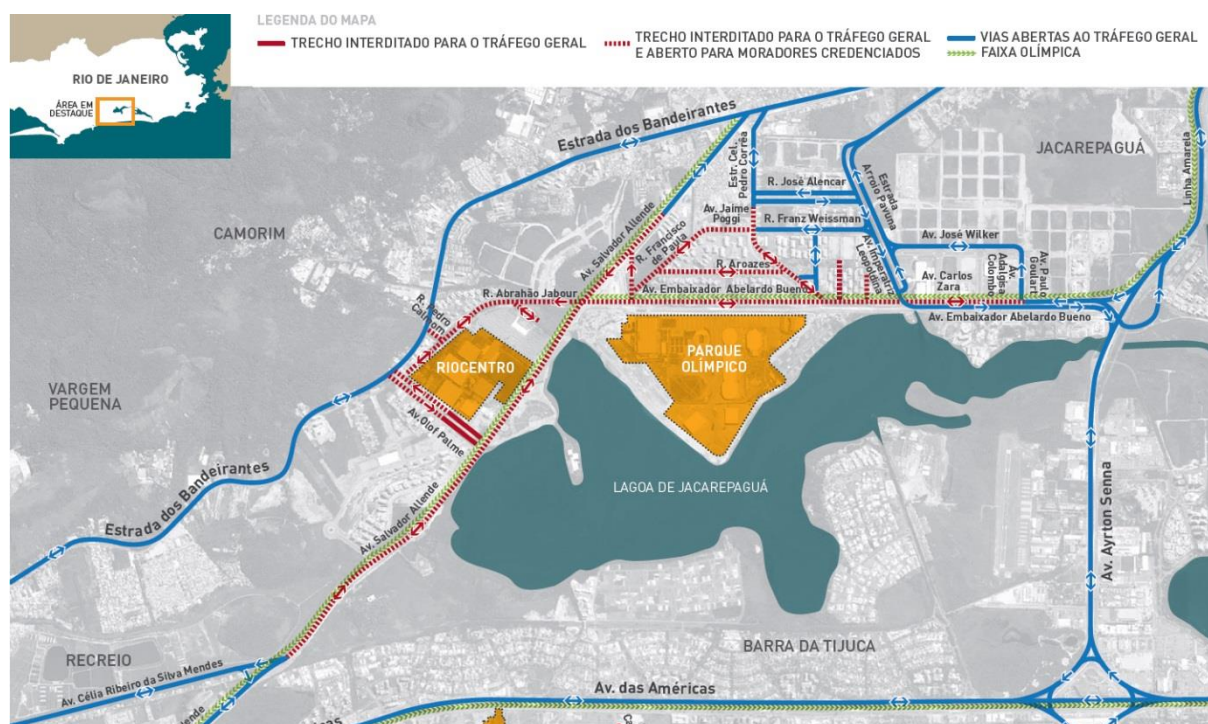 LEGENDA DO MAPA
TRECHO INTERDITADO PARA O TRÁFEGO GERAL
TRECHO INTERDITADO PARA O TRÁFEGO GERAL
E ABERTO PARA MORADORES CREDENCIADOS
VIAS ABERTAS AO TRÁFEGO GERAL
FAIXA OLÍMPICA
RIO DE JANEIRO
ÁREA EM
DESTAQUE
Estrada dos Bandeirantes
Estr. Cel.
Pedro Corrêa
JACAREPAGUÁ
Linha Amarela
R. José Alencar
Estrada
Arroio Pavuna
Av. Jaime
Poggi
R. Franz Weissman
CAMORIM
Av. Salvador Allende
R. Francisco
de Paula
Av. José Wilker
R. Aroazes
Av. Imperatriz
Leopoldina
Av. Carlos
Zara
Av.
Adalgisa
Colombo
Av. Paulo
Goulart
R. Abrahão Jabour
Av. Embaixador Abelardo Bueno
Av. Embaixador Abelardo Bueno
R. Pedro
Calmom
RIOCENTRO
PARQUE
OLÍMPICO
VARGEM
PEQUENA
Av. Olof Palme
Estrada dos Bandeirantes
LAGOA DE JACAREPAGUÁ
Av. Salvador Allende
Av. Ayrton Senna
RECREIO
BARRA DA TIJUCA
Av. Célia Ribeiro da Silva Mendes
Av. das Américas